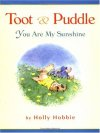 Toot & Puddle
You Are My Sunshine
by Holly Hobbie